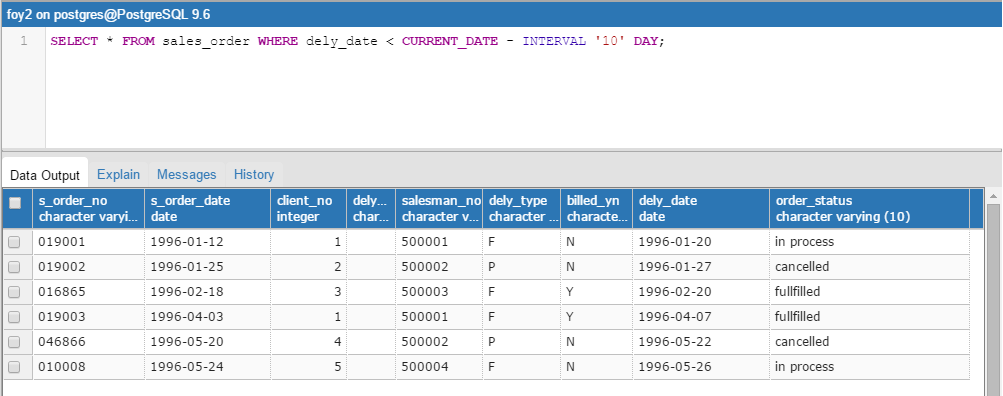 foy2 on postgres@PostgreSQL 9.6
1 SELECT * FROM sales_order WHERE dely_date < CURRENT_DATE - INTERVAL '10' DAY;
Data Output Explain Messages History
s_order_no s_order_date client_no dely... salesman_no dely_type billed_yn dely_date order_status
character varyi... date integer char... character v... character ... characte... date character varying (10)
019001 1996-01-12 1 500001 F N 1996-01-20 in process
019002 1996-01-25 2 500002 P N 1996-01-27 cancelled
016865 1996-02-18 3 500003 F Y 1996-02-20 fullfilled
019003 1996-04-03 1 500001 F Y 1996-04-07 fullfilled
046866 1996-05-20 4 500002 P N 1996-05-22 cancelled
010008 1996-05-24 5 500004 F N 1996-05-26 in process